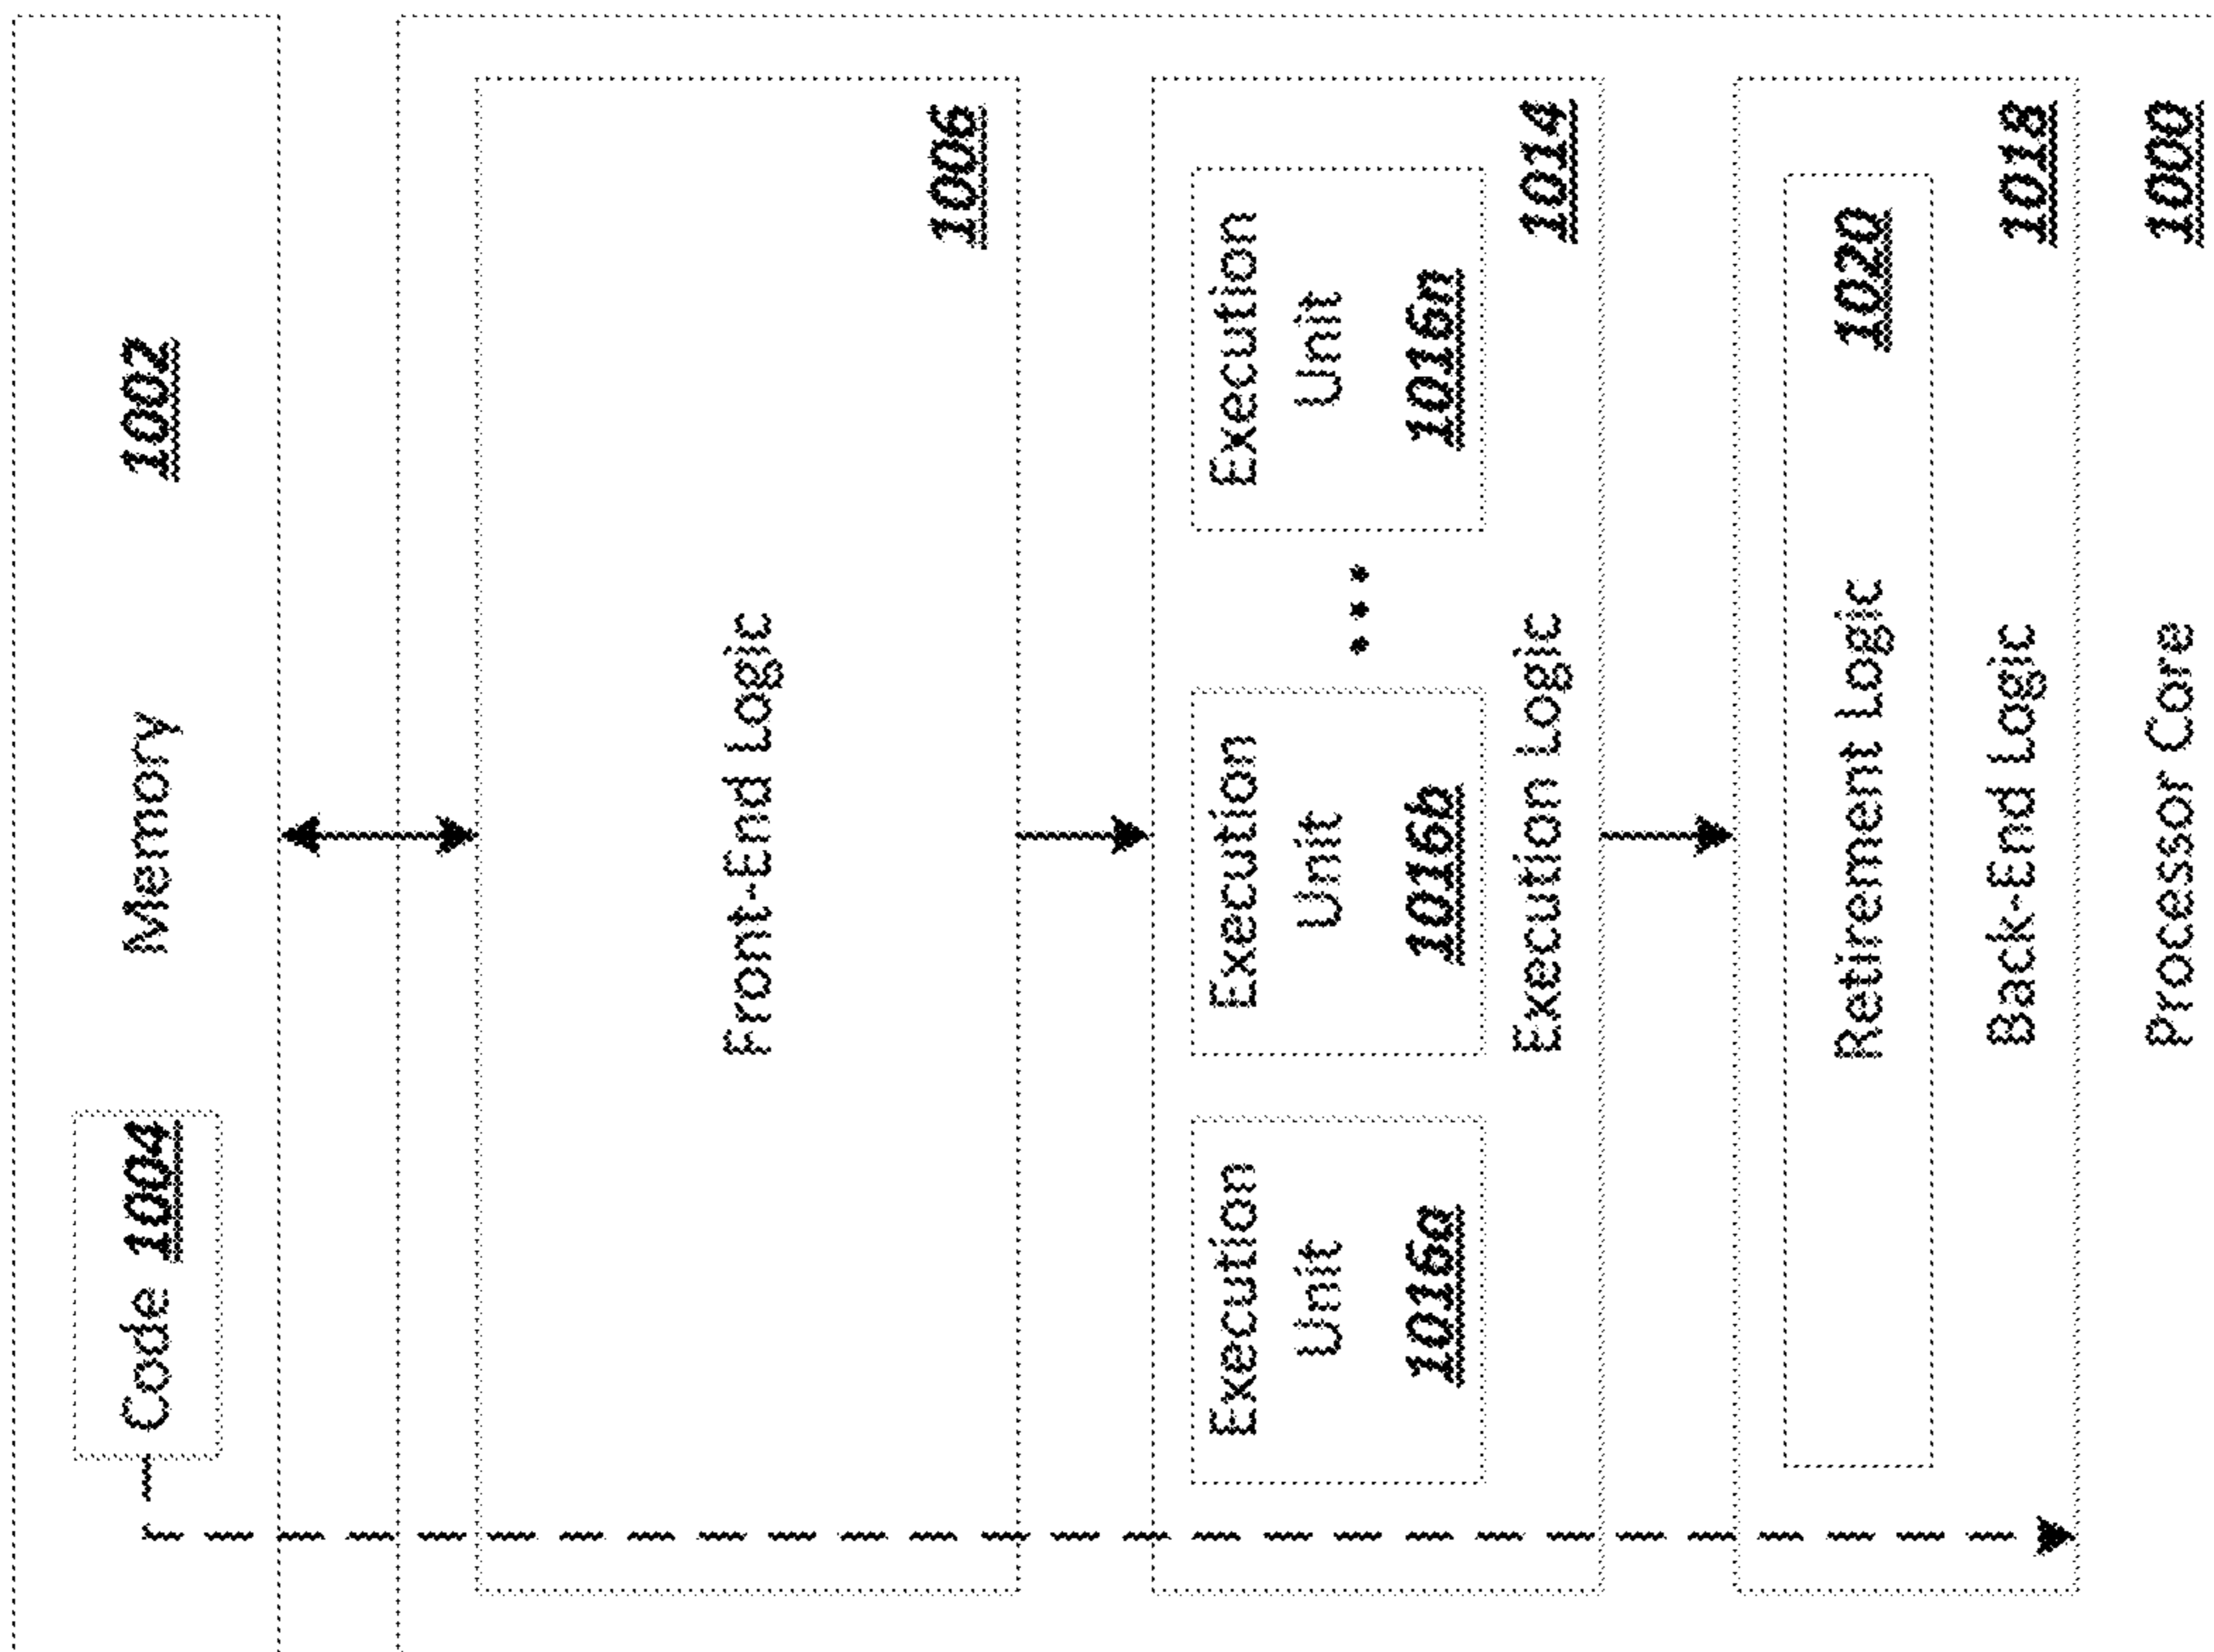 Code 1004 Memory 1002
Front-End Logic
1006
Execution
Unit
1016a
Execution
Unit
1016b
Execution
Unit
1016n
Execution Logic 1014
Retirement Logic 1020
Back-End Logic 1018
Processor Core 1000